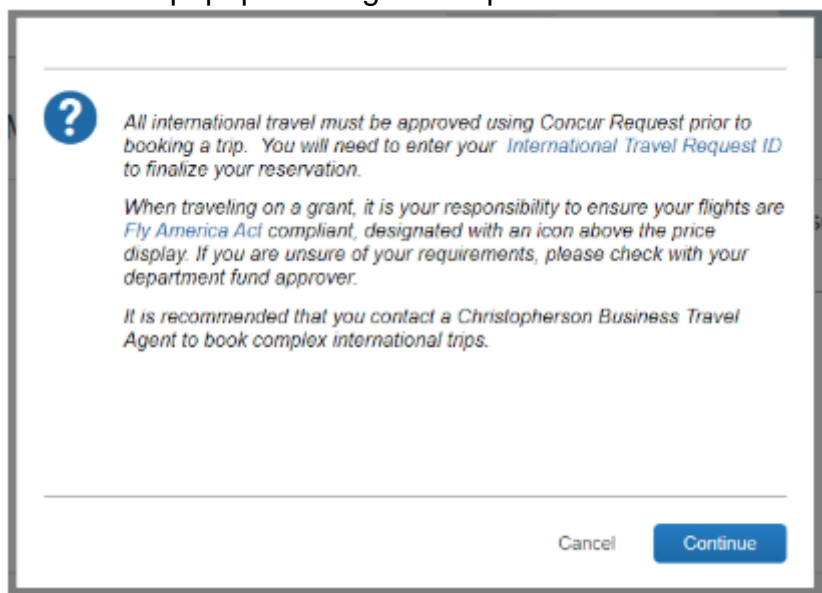 ?
All international travel must be approved using Concur Request prior to
booking a trip. You will need to enter your International Travel Request ID
to finalize your reservation.
When traveling on a grant, it is your responsibility to ensure your flights are
Fly America Act compliant, designated with an icon above the price
display. If you are unsure of your requirements, please check with your
department fund approver.
It is recommended that you contact a Christopherson Business Travel
Agent to book complex international trips.
Cancel Continue